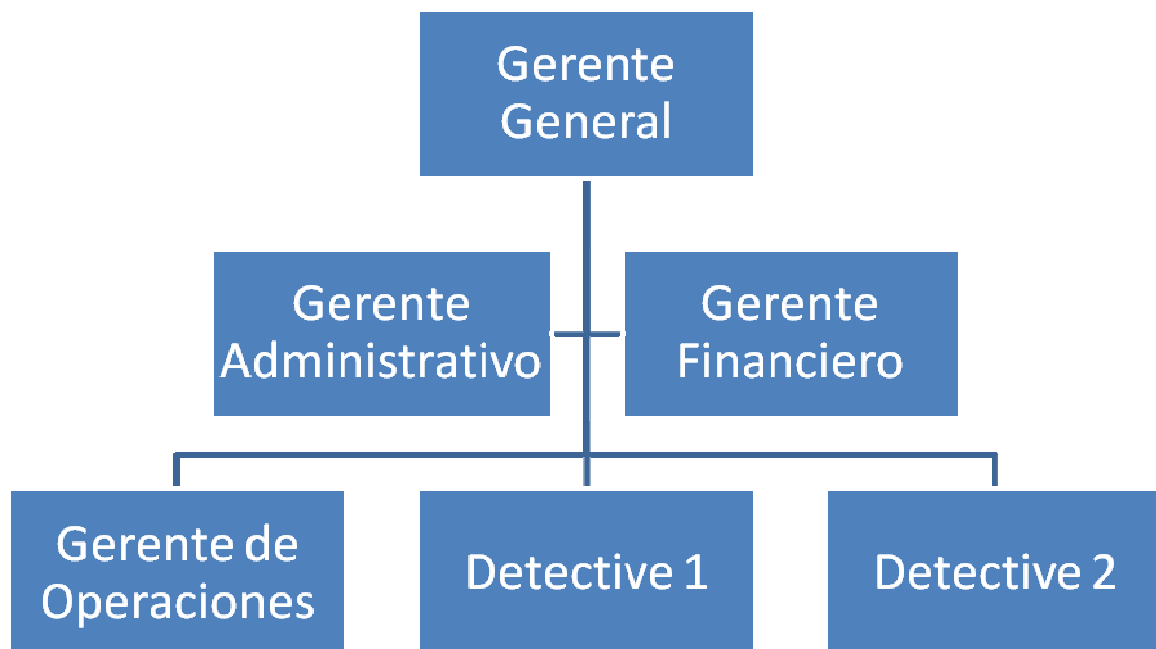 Gerente
General
Gerente
Administrativo
Gerente
Financiero
Gerente de
Operaciones
Detective 1
Detective 2